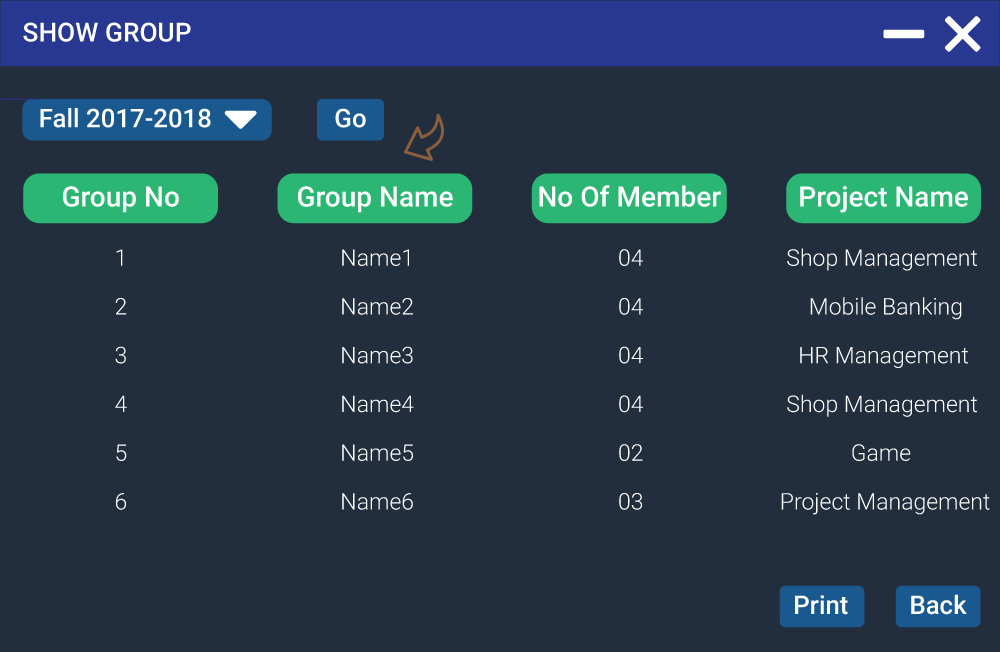 SHOW GROUP
Fall 2017-2018 Go
Group No Group Name No Of Member Project Name
1 Name1 04 Shop Management
2 Name2 04 Mobile Banking
3 Name3 04 HR Management
4 Name4 04 Shop Management
5 Name5 02 Game
6 Name6 03 Project Management
Print Back